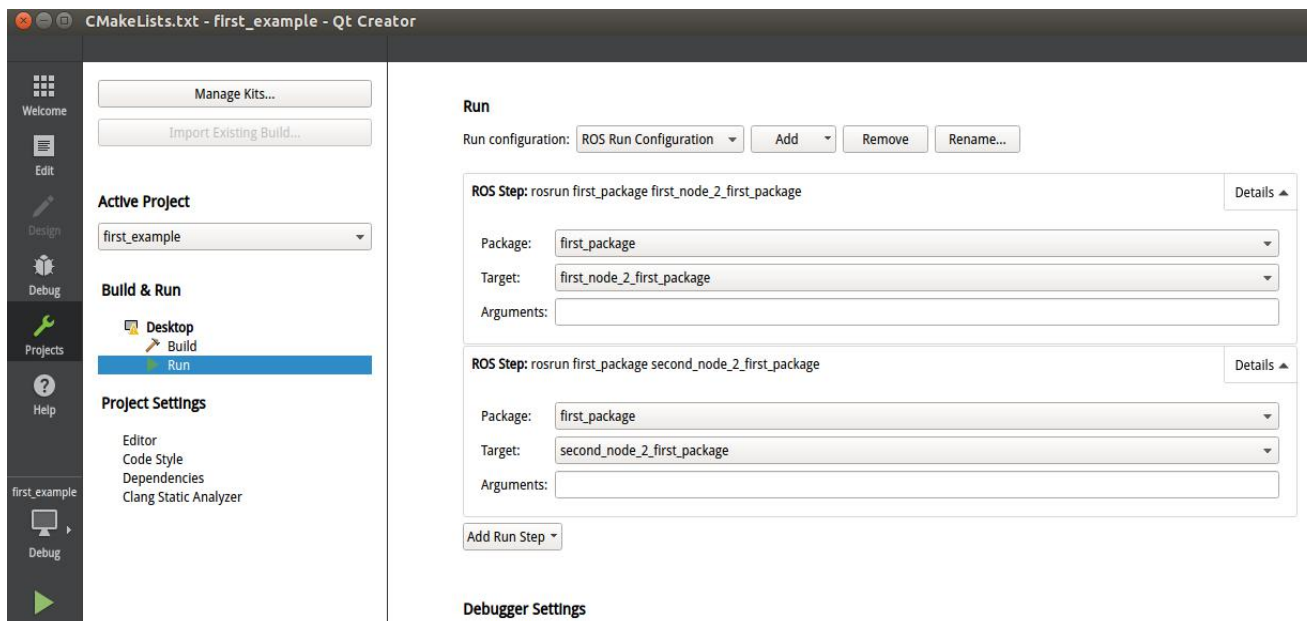 CMakeLists.txt - first_example - Qt Creator
Welcome
Edit
Design
Debug
Projects
Help
first_example
Debug
Manage Kits...
Import Existing Build...
Active Project
first_example
Build & Run
Desktop
Build
Run
Project Settings
Editor
Code Style
Dependencies
Clang Static Analyzer
Run
Run configuration: ROS Run Configuration Add Remove Rename...
ROS Step: rosrun first_package first_node_2_first_package Details
Package: first_package
Target: first_node_2_first_package
Arguments:
ROS Step: rosrun first_package second_node_2_first_package Details
Package: first_package
Target: second_node_2_first_package
Arguments:
Add Run Step
Debugger Settings